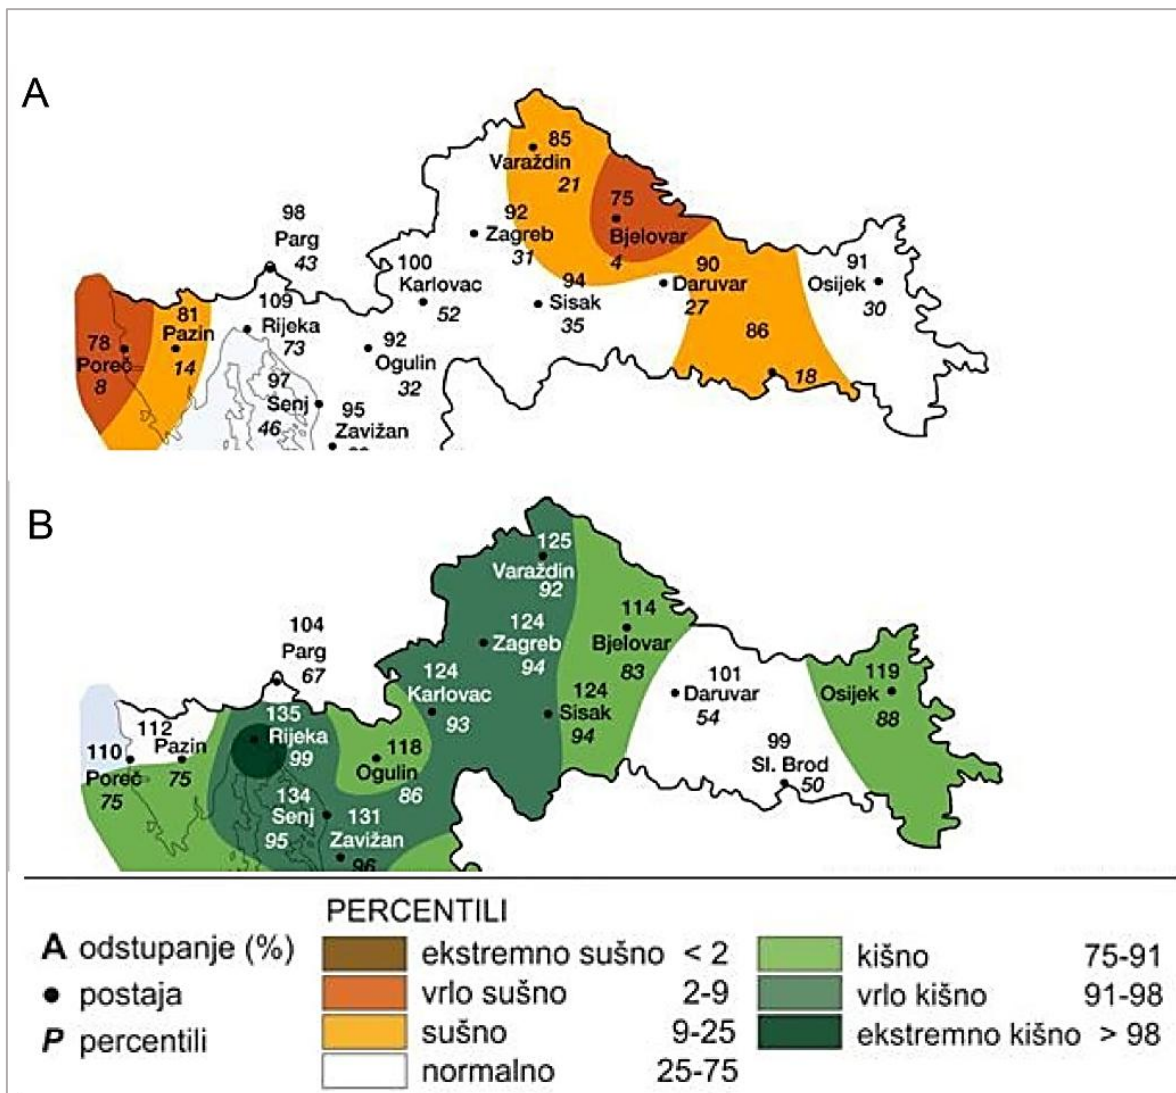 A
85
Varaždin
21
75
Bjelovar
4
92
Zagreb
31
98
Parg
43
100
Karlovac
52
94
Sisak
35
90
Daruvar
27
91
Osijek
30
109
Rijeka
73
81
Pazin
14
78
Poreč
8
92
Ogulin
32
86
18
97
Senj
46
95
Zavižan
B
125
Varaždin
92
124
Zagreb
94
114
Bjelovar
83
104
Parg
67
124
Karlovac
93
124
Sisak
94
101
Daruvar
54
119
Osijek
88
135
Rijeka
99
112
Pazin
75
110
Poreč
75
118
Ogulin
86
99
Sl. Brod
50
134
Senj
95
131
Zavižan
96
A odstupanje (%)
postaja
P percentili
PERCENTILI
ekstremno sušno < 2
vrlo sušno 2-9
sušno 9-25
normalno 25-75
kišno 75-91
vrlo kišno 91-98
ekstremno kišno > 98